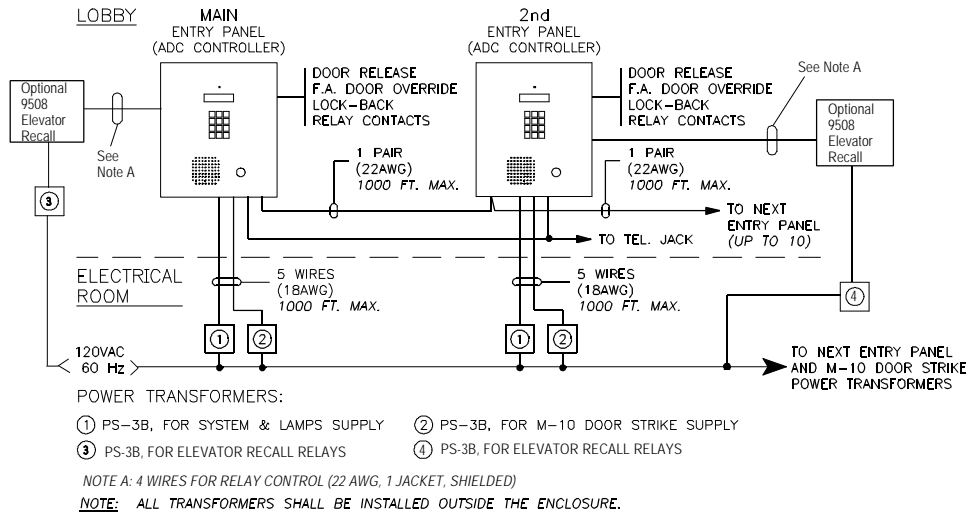 LOBBY
MAIN
ENTRY PANEL
(ADC CONTROLLER)
2nd
ENTRY PANEL
(ADC CONTROLLER)
Optional
9508
Elevator
Recall
See
Note A
DOOR RELEASE
F.A. DOOR OVERRIDE
LOCK-BACK
RELAY CONTACTS
1 PAIR
(22AWG)
1000 FT. MAX.
DOOR RELEASE
F.A. DOOR OVERRIDE
LOCK-BACK
RELAY CONTACTS
See Note A
Optional
9508
Elevator
Recall
1 PAIR
(22AWG)
1000 FT. MAX.
3
TO NEXT
ENTRY PANEL
(UP TO 10)
TO TEL. JACK
ELECTRICAL
ROOM
5 WIRES
(18AWG)
1000 FT. MAX.
5 WIRES
(18AWG)
1000 FT. MAX.
4
1
2
1
2
120VAC
60 Hz
TO NEXT ENTRY PANEL
AND M-10 DOOR STRIKE
POWER TRANSFORMERS
POWER TRANSFORMERS:
1 PS-3B, FOR SYSTEM & LAMPS SUPPLY
2 PS-3B, FOR M-10 DOOR STRIKE SUPPLY
3 PS-3B, FOR ELEVATOR RECALL RELAYS
4 PS-3B, FOR ELEVATOR RECALL RELAYS
NOTE A: 4 WIRES FOR RELAY CONTROL (22 AWG, 1 JACKET, SHIELDED)
NOTE: ALL TRANSFORMERS SHALL BE INSTALLED OUTSIDE THE ENCLOSURE.